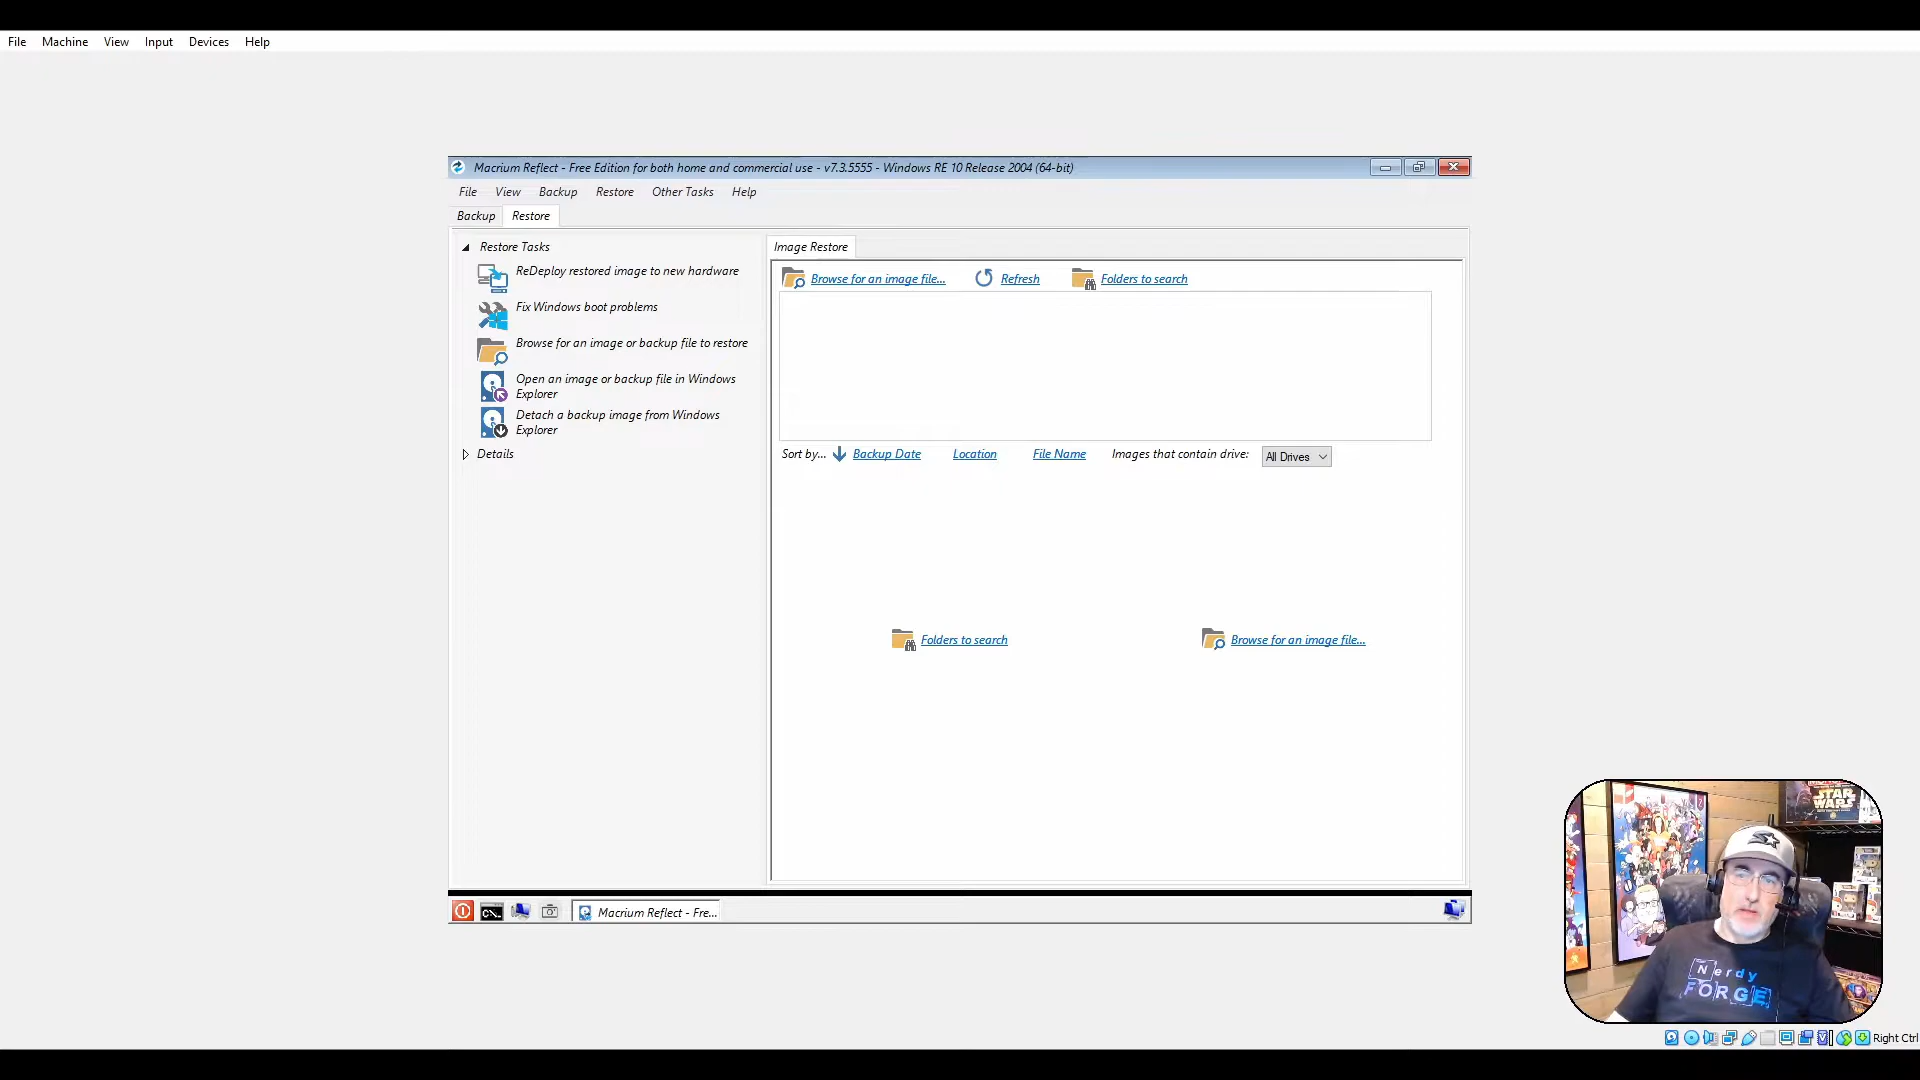 File Machine View Input Devices Help
Macrium Reflect - Free Edition for both home and commercial use - v7.3.5555 - Windows RE 10 Release 2004 (64-bit)
File View Backup Restore Other Tasks Help
Backup Restore
Restore Tasks
ReDeploy restored image to new hardware
Fix Windows boot problems
Browse for an image or backup file to restore
Open an image or backup file in Windows
Explorer
Detach a backup image from Windows
Explorer
Details
Image Restore
Browse for an image file... Refresh Folders to search
Sort by... Backup Date Location File Name Images that contain drive: All Drives
Folders to search Browse for an image file...
Macrium Reflect - Fre...
STAR
WARS
Nerdy
FORGE
Right Ctrl